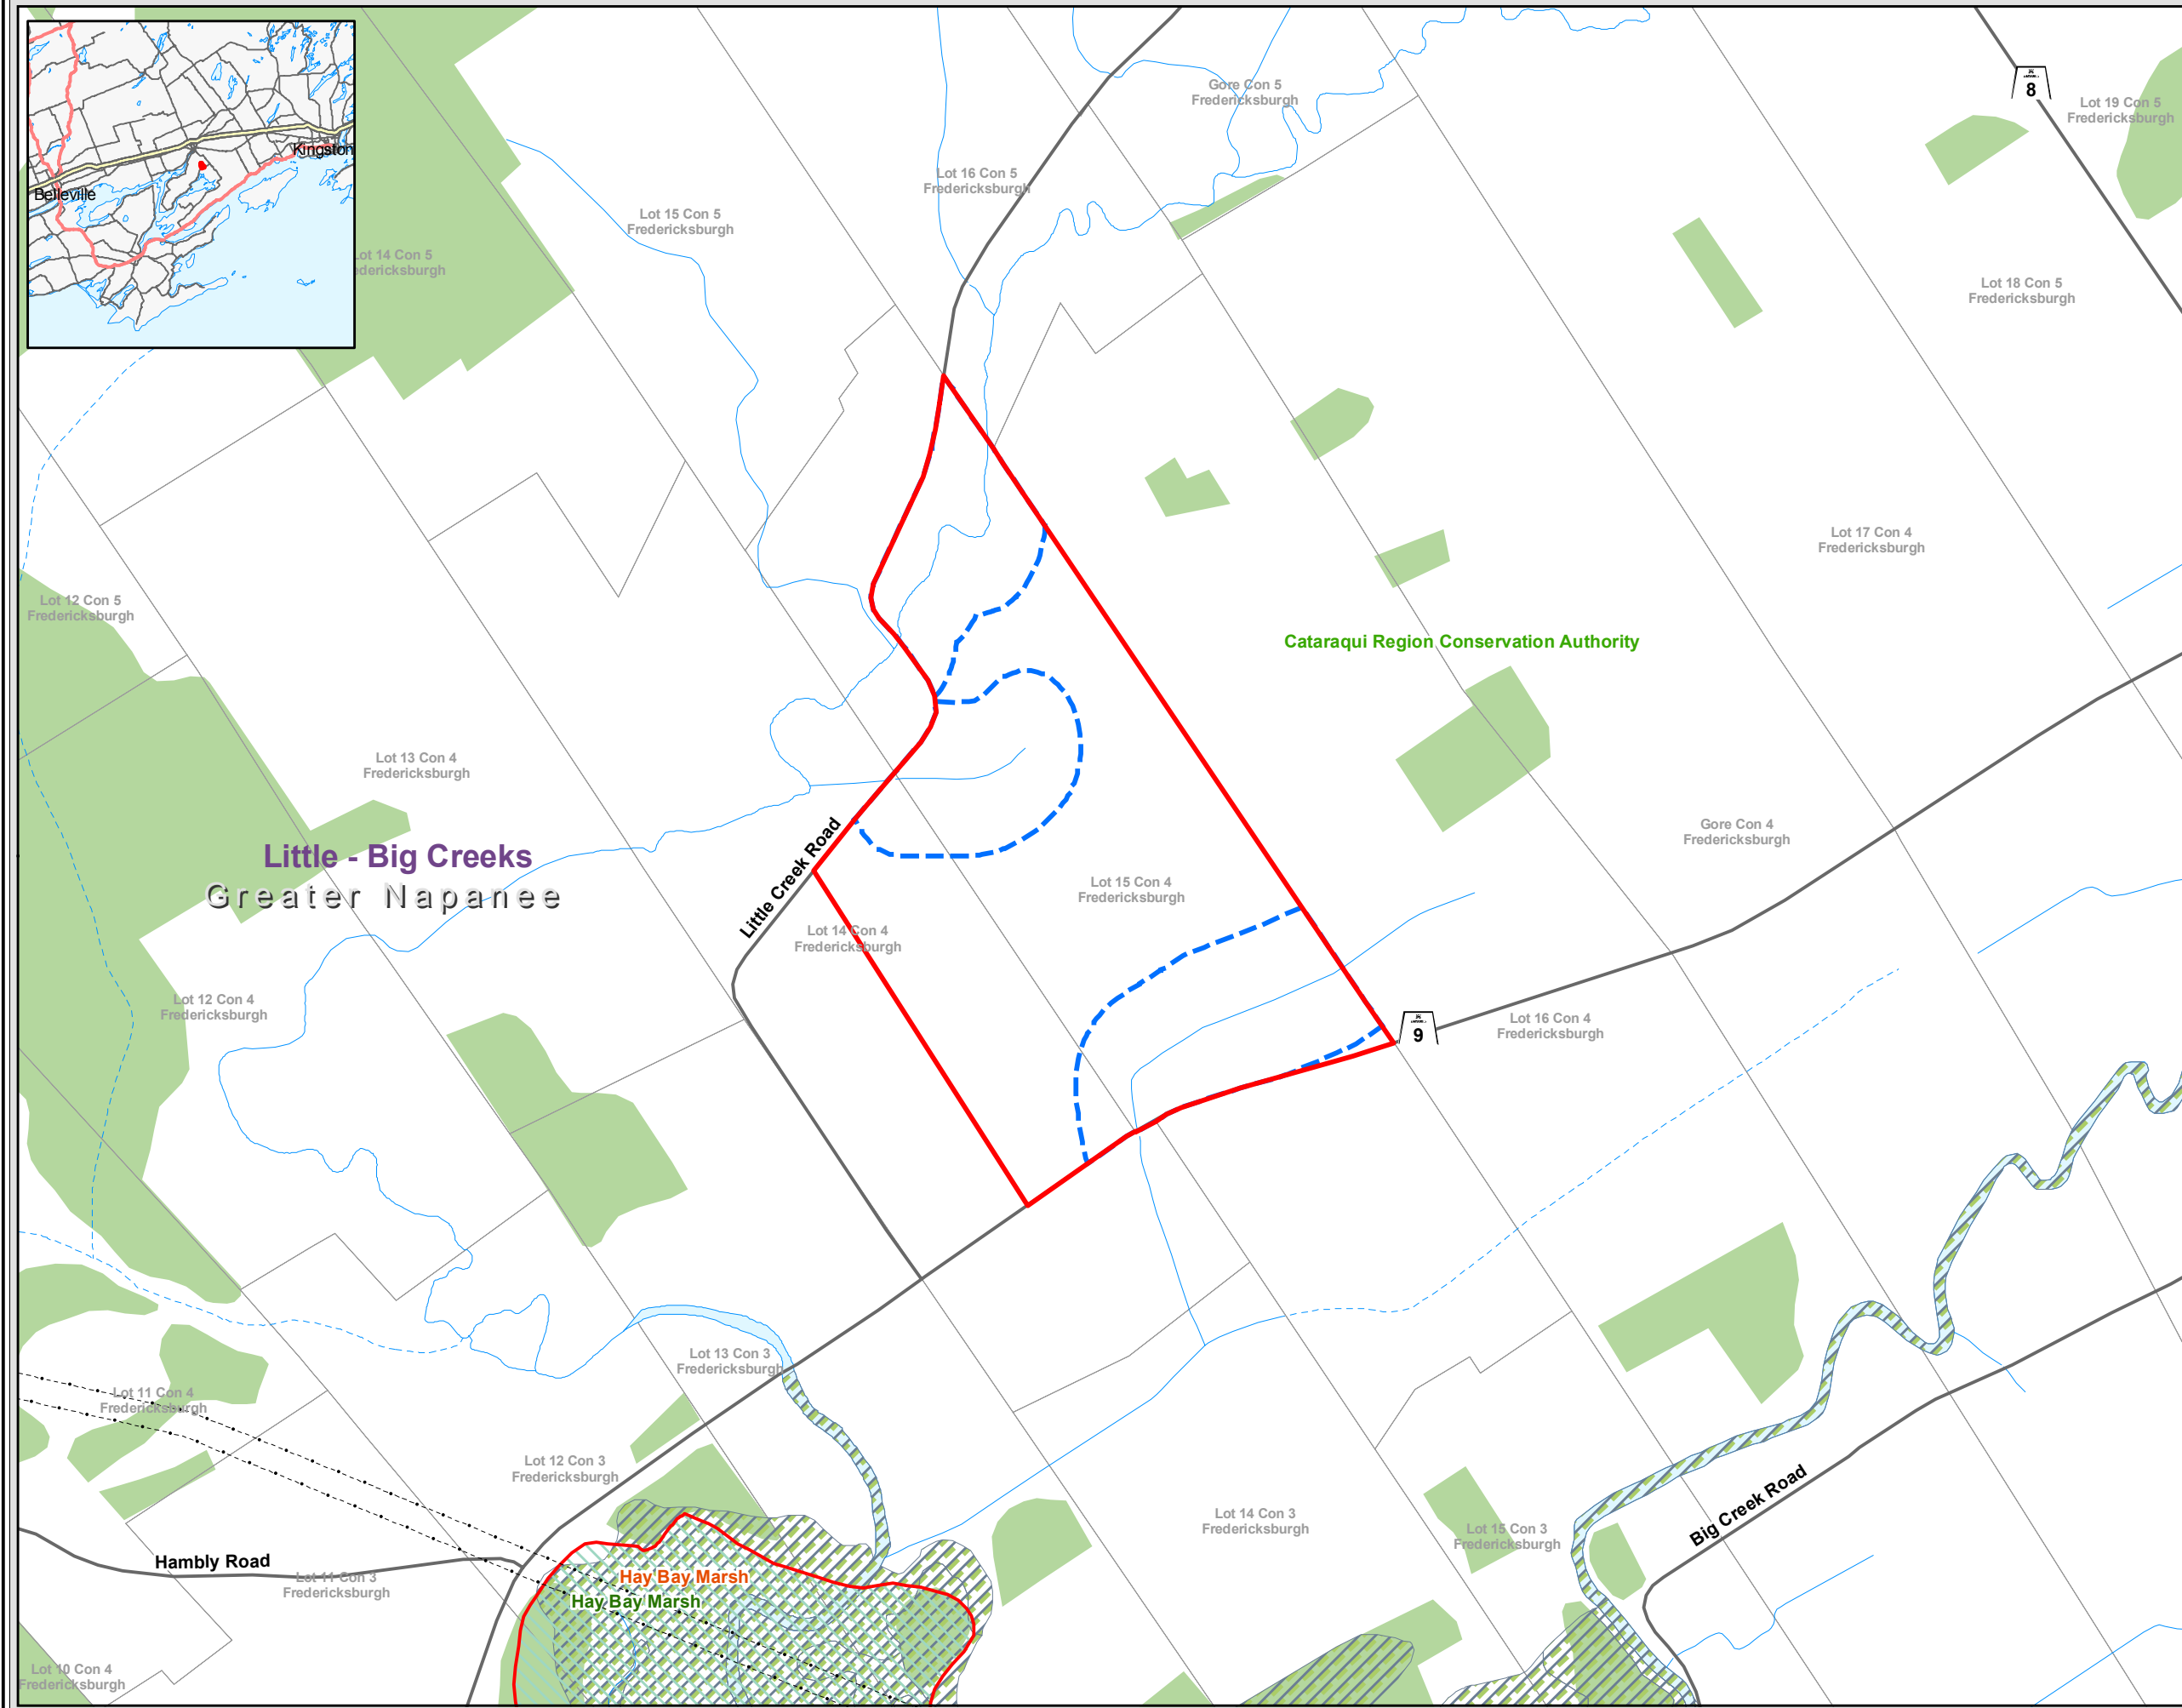 Kingston
Belleville
Lot 14 Con 5
Fredericksburgh
Lot 15 Con 5
Fredericksburgh
Lot 16 Con 5
Fredericksburgh
Gore Con 5
Fredericksburgh
8
Lot 19 Con 5
Fredericksburgh
Lot 18 Con 5
Fredericksburgh
Lot 17 Con 4
Fredericksburgh
Lot 12 Con 5
Fredericksburgh
Cataraqui Region Conservation Authority
Lot 13 Con 4
Fredericksburgh
Little - Big Creeks
Greater Napanee
Little Creek Road
Gore Con 4
Fredericksburgh
Lot 15 Con 4
Fredericksburgh
Lot 14 Con 4
Fredericksburgh
Lot 12 Con 4
Fredericksburgh
9
Lot 16 Con 4
Fredericksburgh
Lot 13 Con 3
Fredericksburgh
Lot 11 Con 4
Fredericksburgh
Lot 12 Con 3
Fredericksburgh
Lot 14 Con 3
Fredericksburgh
Lot 15 Con 3
Fredericksburgh
Big Creek Road
Hambly Road
Lot 11 Con 3
Fredericksburgh
Hay Bay Marsh
Hay Bay Marsh
Lot 10 Con 4
Fredericksburgh